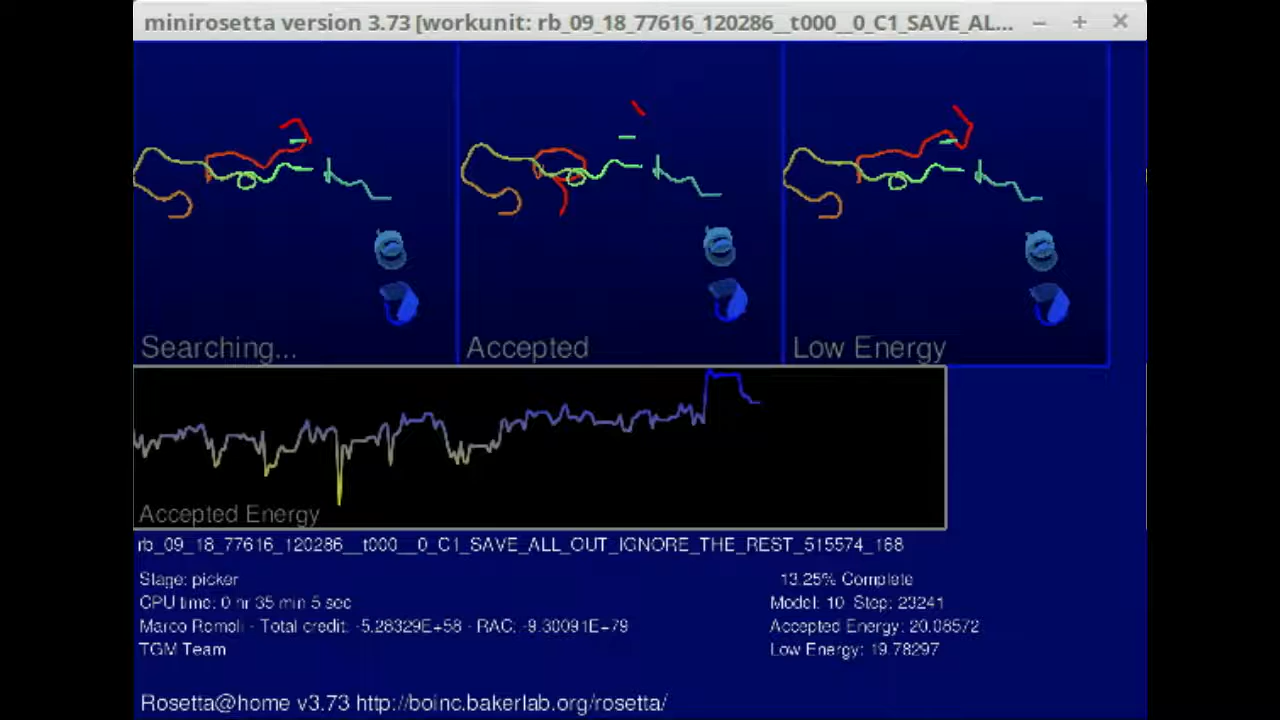 minirosetta version 3.73 [workunit: rb_09_18_77616_120286__t000__0_C1_SAVE_AL...
Searching...
Accepted
Low Energy
Accepted Energy
rb_09_18_77616_120286__t000__0_C1_SAVE_ALL_OUT_IGNORE_THE_REST_515574_188
Stage: picker
13.25% Complete
CPU time: 0 hr 35 min 5 sec
Model: 10 Step: 23241
Marco Romoli - Total credit: -5.28329E+58 - RAC: -9.30091E+79
Accepted Energy: 20.08572
TGM Team
Low Energy: 19.78297
Rosetta@home v3.73 http://boinc.bakerlab.org/rosetta/